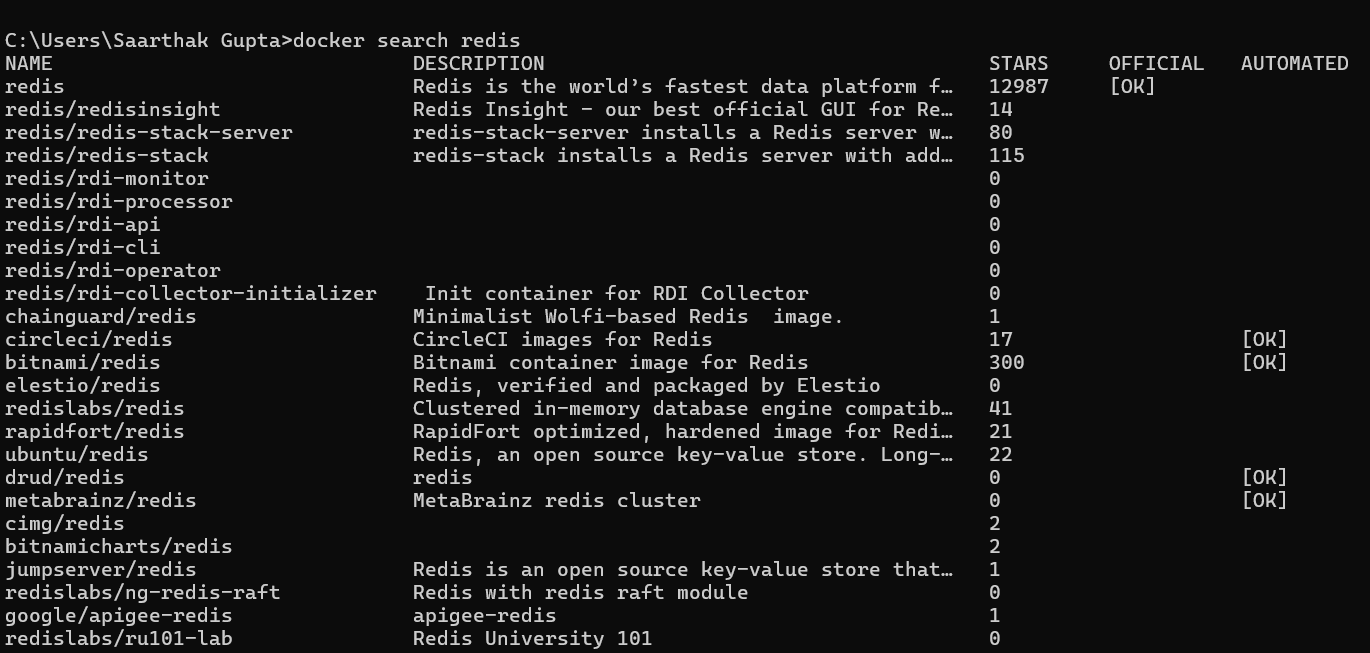 C:\Users\Saarthak Gupta>docker search redis
NAME DESCRIPTION STARS OFFICIAL AUTOMATED
redis Redis is the world’s fastest data platform f… 12987 [OK]
redis/redisinsight Redis Insight - our best official GUI for Re… 14
redis/redis-stack-server redis-stack-server installs a Redis server w… 80
redis/redis-stack redis-stack installs a Redis server with add… 115
redis/rdi-monitor 0
redis/rdi-processor 0
redis/rdi-api 0
redis/rdi-cli 0
redis/rdi-operator 0
redis/rdi-collector-initializer Init container for RDI Collector 0
chainguard/redis Minimalist Wolfi-based Redis  image. 1
circleci/redis CircleCI images for Redis 17 [OK]
bitnami/redis Bitnami container image for Redis 300 [OK]
elestio/redis Redis, verified and packaged by Elestio 0
redislabs/redis Clustered in-memory database engine compatib… 41
rapidfort/redis RapidFort optimized, hardened image for Redi… 21
ubuntu/redis Redis, an open source key-value store. Long-… 22
drud/redis redis 0 [OK]
metabrainz/redis MetaBrainz redis cluster 0 [OK]
cimg/redis 2
bitnamicharts/redis 2
jumpserver/redis Redis is an open source key-value store that… 1
redislabs/ng-redis-raft Redis with redis raft module 0
google/apigee-redis apigee-redis 1
redislabs/ru101-lab Redis University 101 0